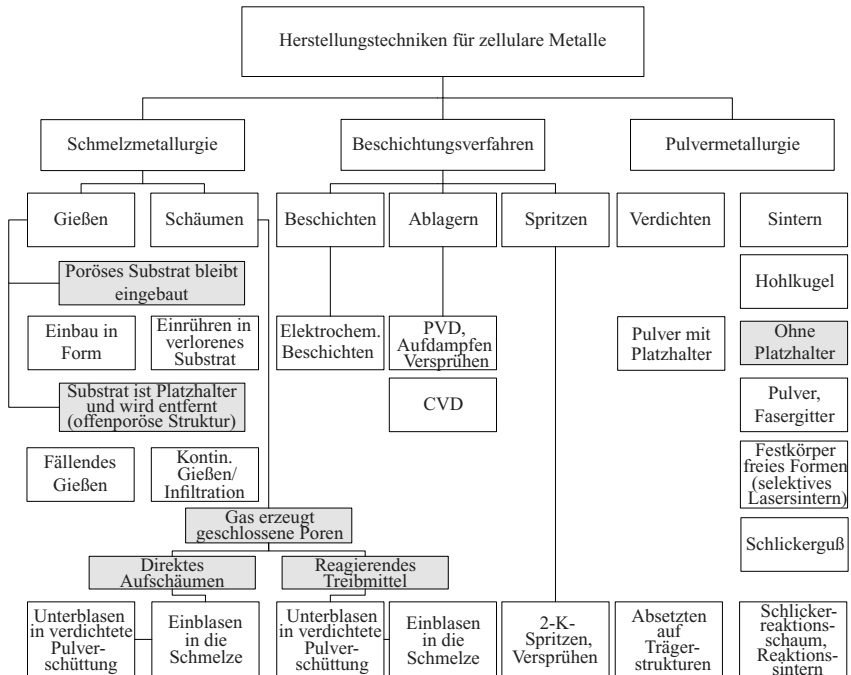 Herstellungstechniken für zellulare Metalle
Schmelzmetallurgie
Beschichtungsverfahren
Pulvermetallurgie
Gießen
Schäumen
Beschichten
Ablagern
Spritzen
Verdichten
Sintern
Poröses Substrat bleibt
eingebaut
Hohlkugel
Einbau in
Form
Einrühren in
verlorenes
Substrat
Elektrochem.
Beschichten
PVD,
Aufdampfen
Versprühen
Pulver mit
Platzhalter
Ohne
Platzhalter
Substrat ist Platzhalter
und wird entfernt
(offenporöse Struktur)
CVD
Pulver,
Fasergitter
Fällendes
Gießen
Kontin.
Gießen/
Infiltration
Festkörper
freies Formen
(selektives
Lasersintern)
Gas erzeugt
geschlossene Poren
Schlickerguß
Direktes
Aufschäumen
Reagierendes
Treibmittel
Unterblasen
in verdichtete
Pulver-
schüttung
Einblasen
in die
Schmelze
Unterblasen
in verdichtete
Pulver-
schüttung
Einblasen
in die
Schmelze
2-K-
Spritzen,
Versprühen
Absetzten
auf
Träger-
strukturen
Schlicker-
reaktions-
schaum,
Reaktions-
sintern